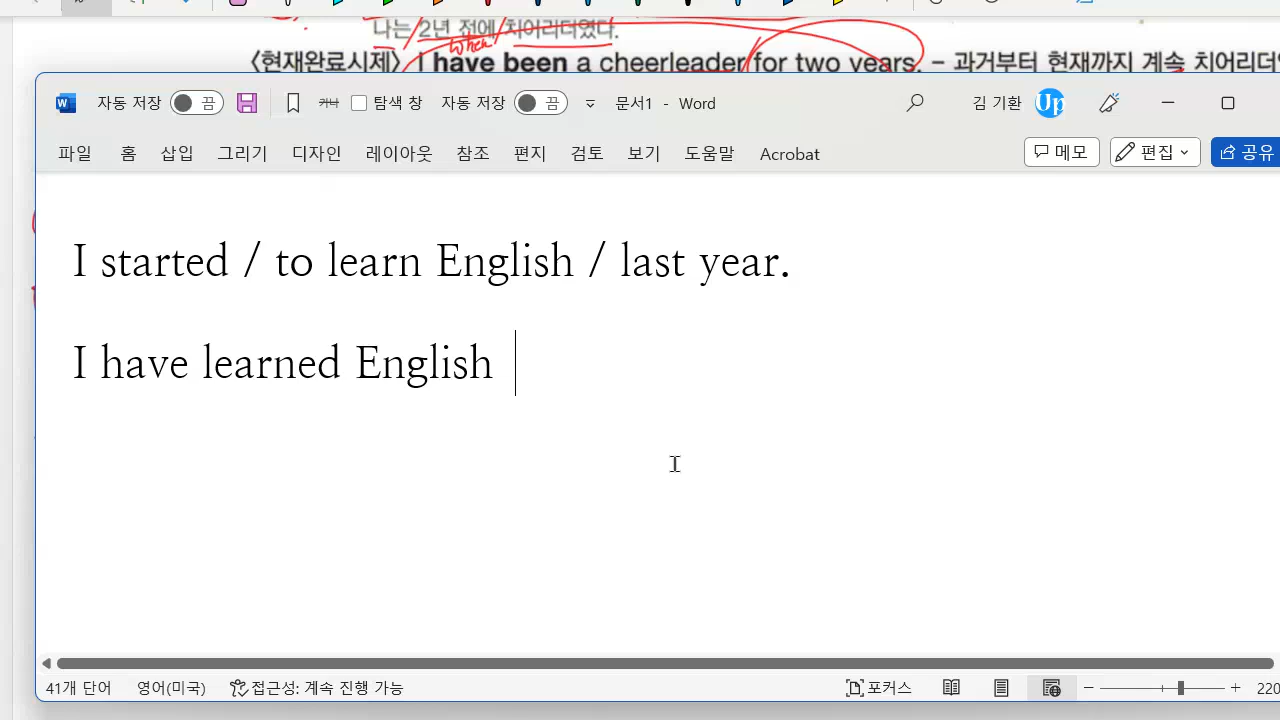 나는 2년 전에 치어리더였다.
When
〈현재완료시제〉 I have been a cheerleader for two years. – 과거부터 현재까지 계속 치어리더
자동 저장 끔 가나 탐색 창 자동 저장 끔 문서1 - Word 김 기환 Up
파일 홈 삽입 그리기 디자인 레이아웃 참조 편지 검토 보기 도움말 Acrobat 메모 편집 공유
I started / to learn English / last year.
I have learned English
41개 단어 영어(미국) 접근성: 계속 진행 가능 포커스 220